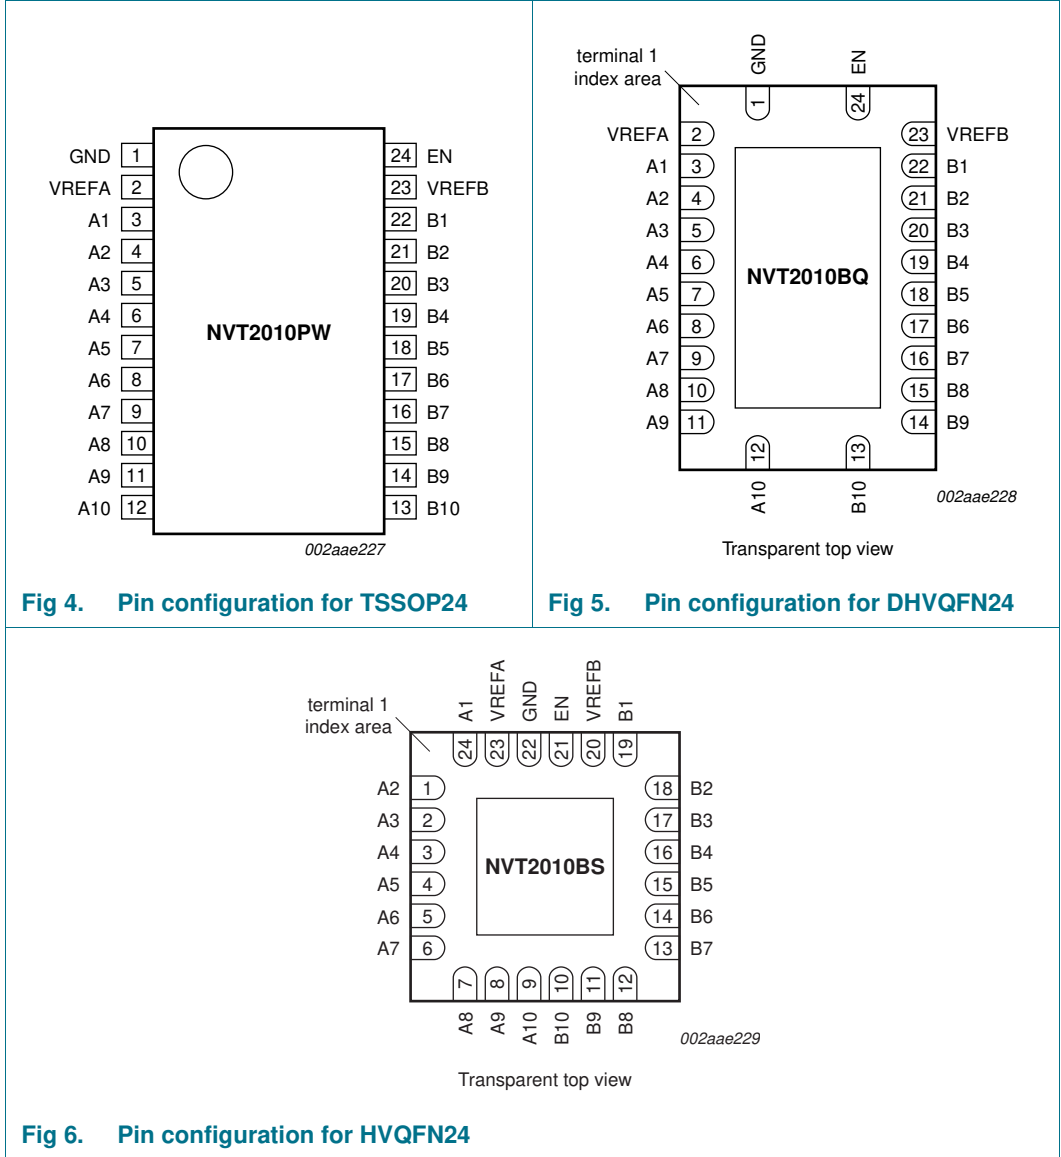 GND 1 24 EN
VREFA 2 23 VREFB
A1 3 22 B1
A2 4 21 B2
A3 5 20 B3
A4 6 19 B4
A5 7 18 B5
A6 8 17 B6
A7 9 16 B7
A8 10 15 B8
A9 11 14 B9
A10 12 13 B10
NVT2010PW
002aae227
Fig 4. Pin configuration for TSSOP24
terminal 1
index area
GND EN
1 24
VREFA 2 23 VREFB
A1 3 22 B1
A2 4 21 B2
A3 5 20 B3
A4 6 19 B4
A5 7 18 B5
A6 8 17 B6
A7 9 16 B7
A8 10 15 B8
A9 11 14 B9
12 13
A10 B10
NVT2010BQ
002aae228
Transparent top view
Fig 5. Pin configuration for DHVQFN24
terminal 1
index area
A1 VREFA GND EN VREFB B1
24 23 22 21 20 19
A2 1 18 B2
A3 2 17 B3
A4 3 16 B4
A5 4 15 B5
A6 5 14 B6
A7 6 13 B7
7 8 9 10 11 12
A8 A9 A10 B10 B9 B8
NVT2010BS
002aae229
Transparent top view
Fig 6. Pin configuration for HVQFN24